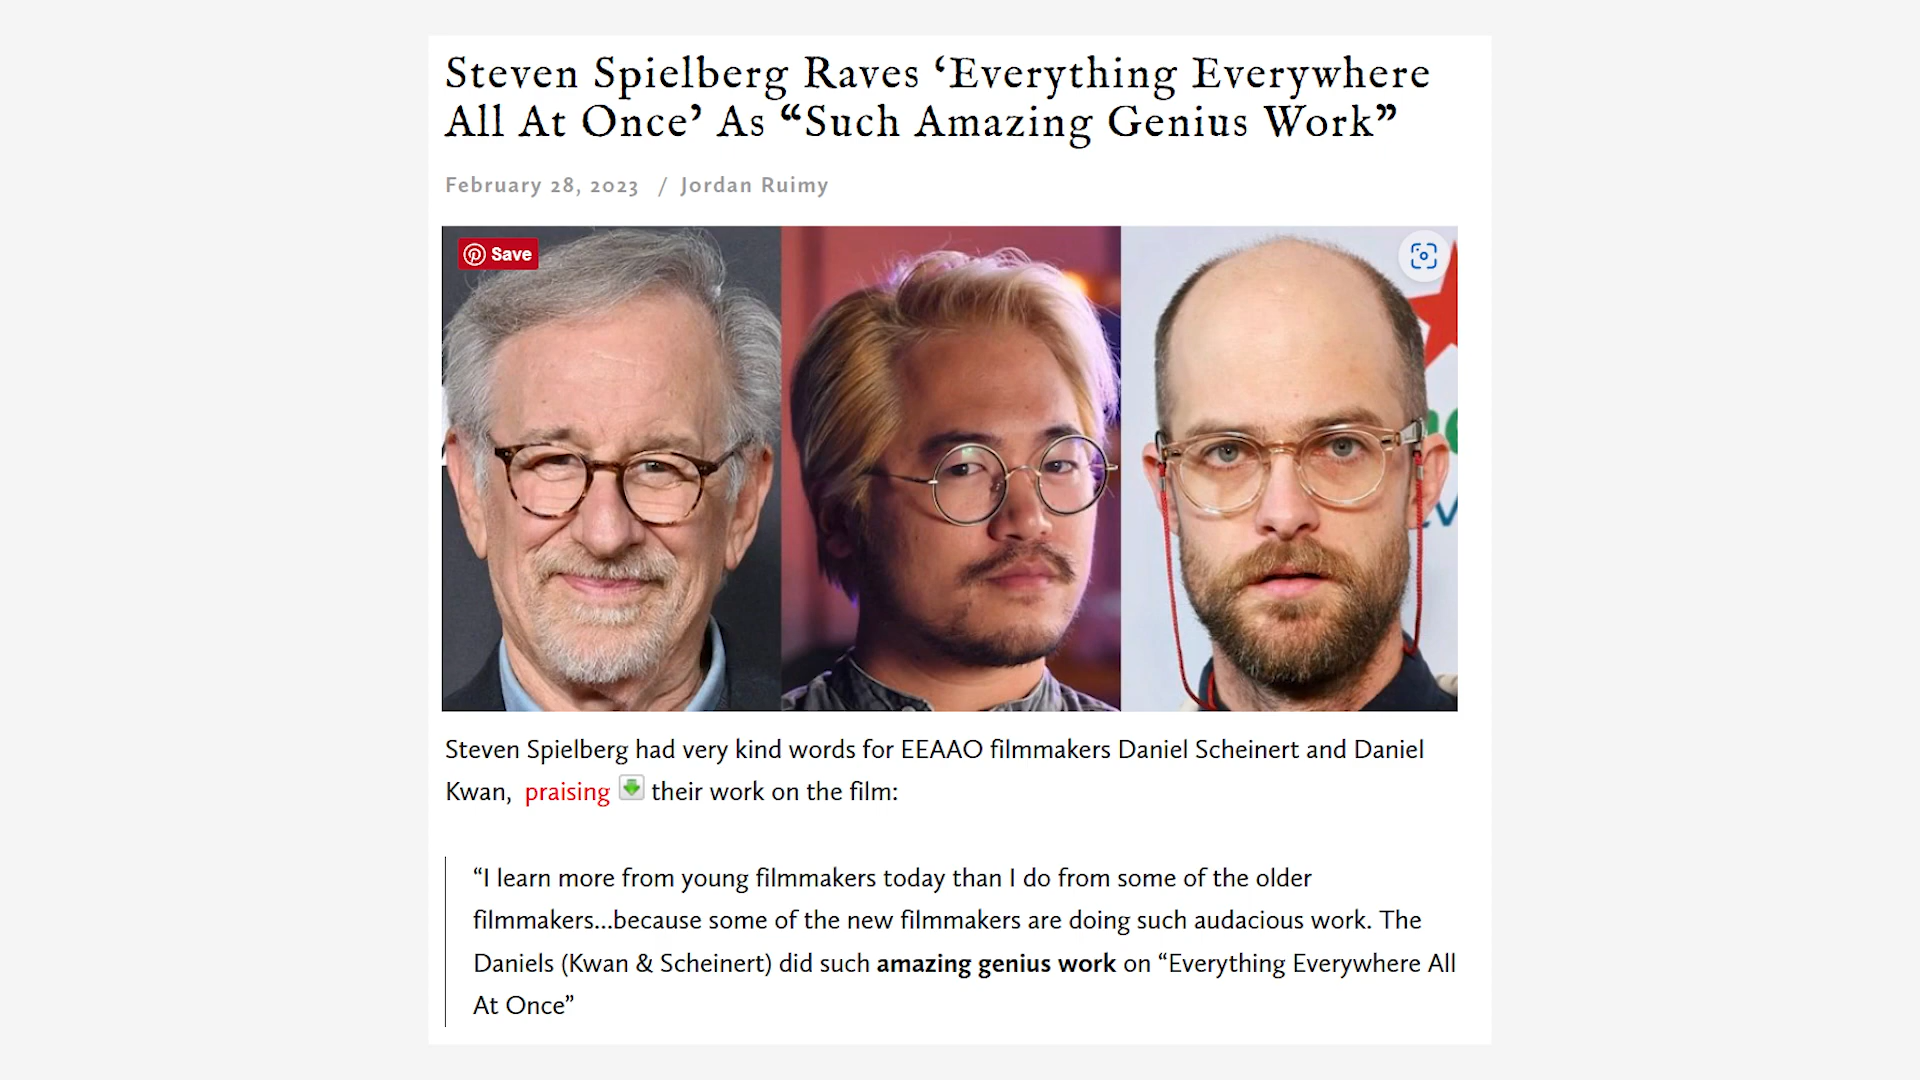 Steven Spielberg Raves ‘Everything Everywhere
All At Once’ As “Such Amazing Genius Work”
February 28, 2023 / Jordan Ruimy
Save
Steven Spielberg had very kind words for EEAAO filmmakers Daniel Scheinert and Daniel
Kwan, praising their work on the film:
“I learn more from young filmmakers today than I do from some of the older
filmmakers...because some of the new filmmakers are doing such audacious work. The
Daniels (Kwan & Scheinert) did such amazing genius work on “Everything Everywhere All
At Once”